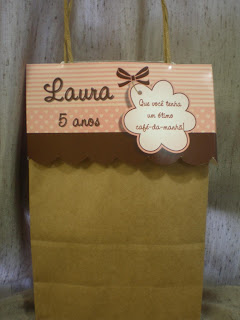 Laura
5 anos
Que você tenha
um ótimo
café-da-manhã!